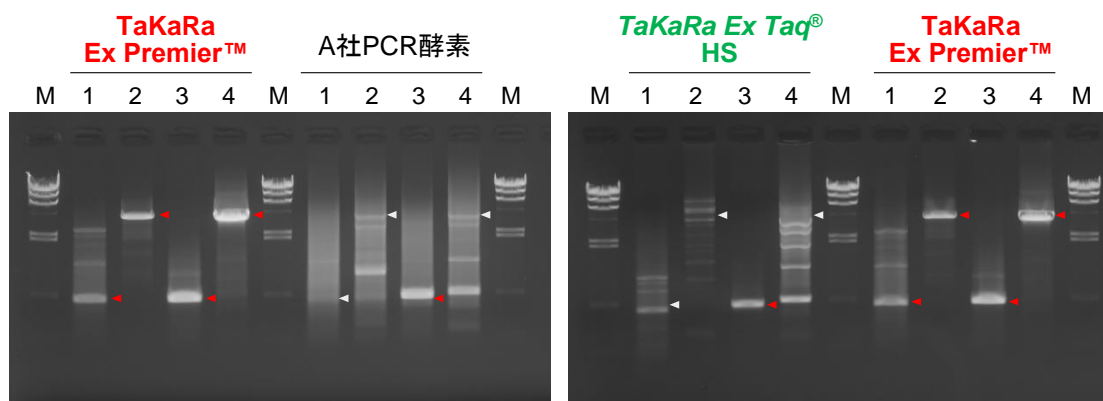 TaKaRa
Ex Premier™
A社PCR酵素
TaKaRa Ex Taq®
HS
TaKaRa
Ex Premier™
M 1 2 3 4 M 1 2 3 4 M
M 1 2 3 4 M 1 2 3 4 M